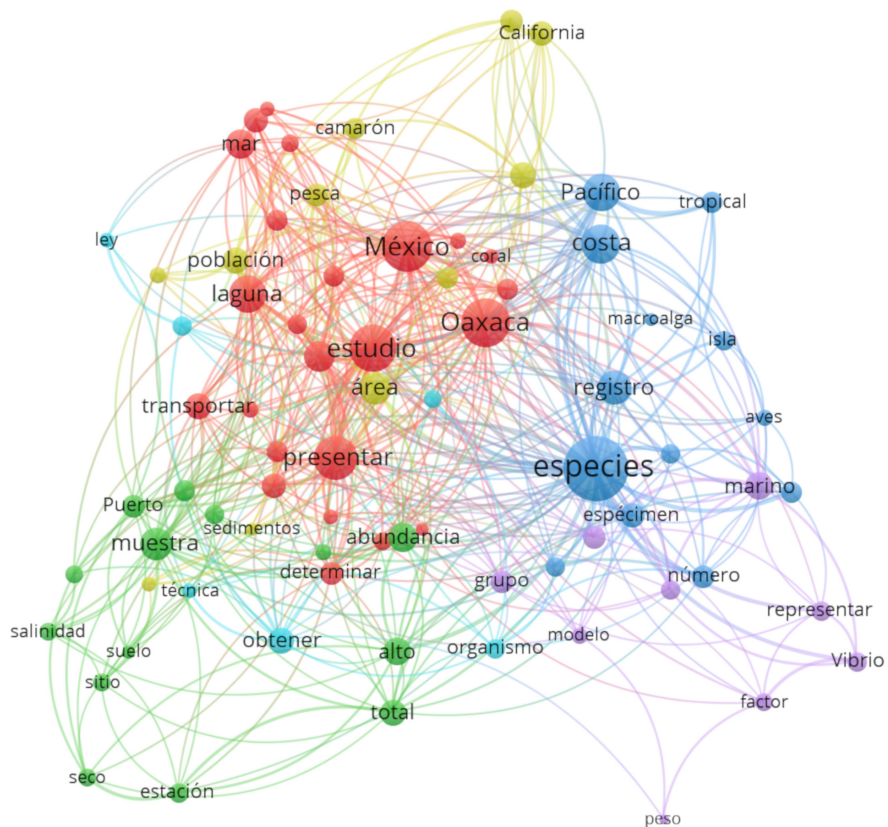 California
camarón
mar
pesca
Pacífico
tropical
ley
México
costa
población
coral
laguna
Oaxaca
macroalga
isla
estudio
área
registro
transportar
aves
presentar
especies
marino
Puerto
sedimentos
espécimen
muestra
abundancia
determinar
grupo
número
técnica
representar
salinidad
obtener
modelo
suelo
alto
organismo
Vibrio
sitio
total
factor
seco
estación
peso